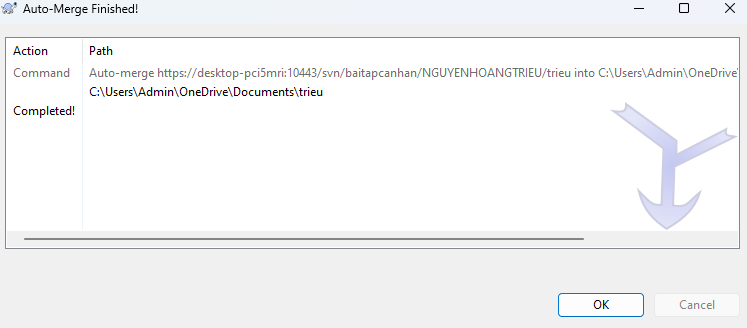 Auto-Merge Finished!
Action Path
Command Auto-merge https://desktop-pci5mri:10443/svn/baitapcanhan/NGUYENHOANGTRIEU/trieu into C:\Users\Admin\OneDrive\
C:\Users\Admin\OneDrive\Documents\trieu
Completed!
OK Cancel